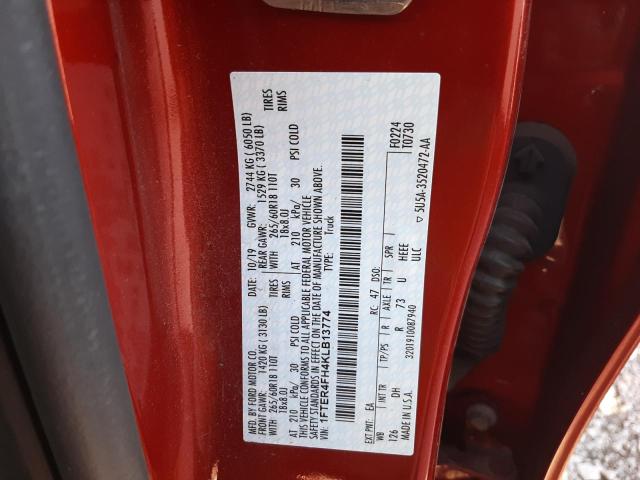 MFD. BY FORD MOTOR CO.
DATE: 10/19 GVWR: 2744 KG ( 6050 LB)
FRONT GAWR: 1420 KG ( 3130 LB) REAR GAWR: 1529 KG ( 3370 LB)
WITH 265/60R18 110T TIRES WITH 265/60R18 110T TIRES
18x8.0J RIMS 18x8.0J RIMS
AT 210 kPa/ 30 PSI COLD AT 210 kPa/ 30 PSI COLD
THIS VEHICLE CONFORMS TO ALL APPLICABLE FEDERAL MOTOR VEHICLE
SAFETY STANDARDS IN EFFECT ON THE DATE OF MANUFACTURE SHOWN ABOVE.
VIN: 1FTER4FH4KLB13774 TYPE: Truck
EXT PNT: EA RC: 47 DSO: F0224
T0730
WB INT TR TP/PS R AXLE TR SPR
126 DH R 73 U HEEE
ULC
MADE IN U.S.A. 3201910087940 5U5A-3520472-AA